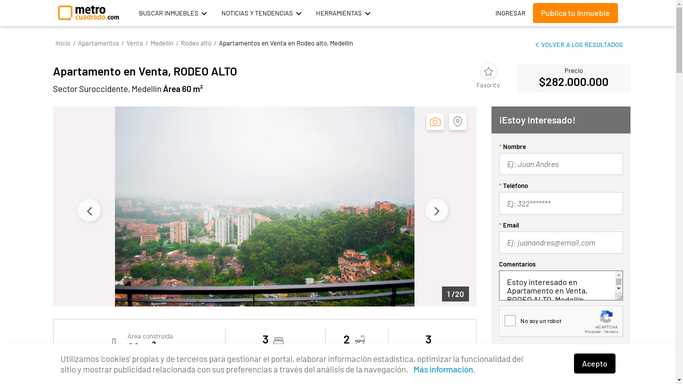 metro
cuadrado.com
BUSCAR INMUEBLES
NOTICIAS Y TENDENCIAS
HERRAMIENTAS
INGRESAR
Publica tu Inmueble
Inicio / Apartamentos / Venta / Medellín / Rodeo alto / Apartamentos en Venta en Rodeo alto, Medellín
VOLVER A LOS RESULTADOS
Apartamento en Venta, RODEO ALTO
Sector Suroccidente, Medellín Área 60 m²
Favorito
Precio
$282.000.000
1 / 20
¡Estoy Interesado!
* Nombre
Ej: Juan Andres
* Teléfono
Ej: 322*******
* Email
Ej: juanandres@email.com
Comentarios
Estoy interesado en
Apartamento en Venta,
RODEO ALTO, Medellín
No soy un robot
reCAPTCHA
Privacidad - Términos
Área construida
3
2
3
Utilizamos 'cookies' propias y de terceros para gestionar el portal, elaborar información estadística, optimizar la funcionalidad del
sitio y mostrar publicidad relacionada con sus preferencias a través del análisis de la navegación. Más información.
Acepto